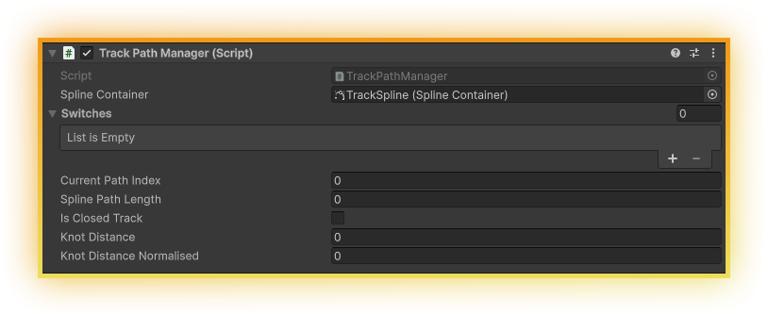 Track Path Manager (Script)
Script TrackPathManager
Spline Container TrackSpline (Spline Container)
Switches 0
List is Empty
+ −
Current Path Index 0
Spline Path Length 0
Is Closed Track
Knot Distance 0
Knot Distance Normalised 0